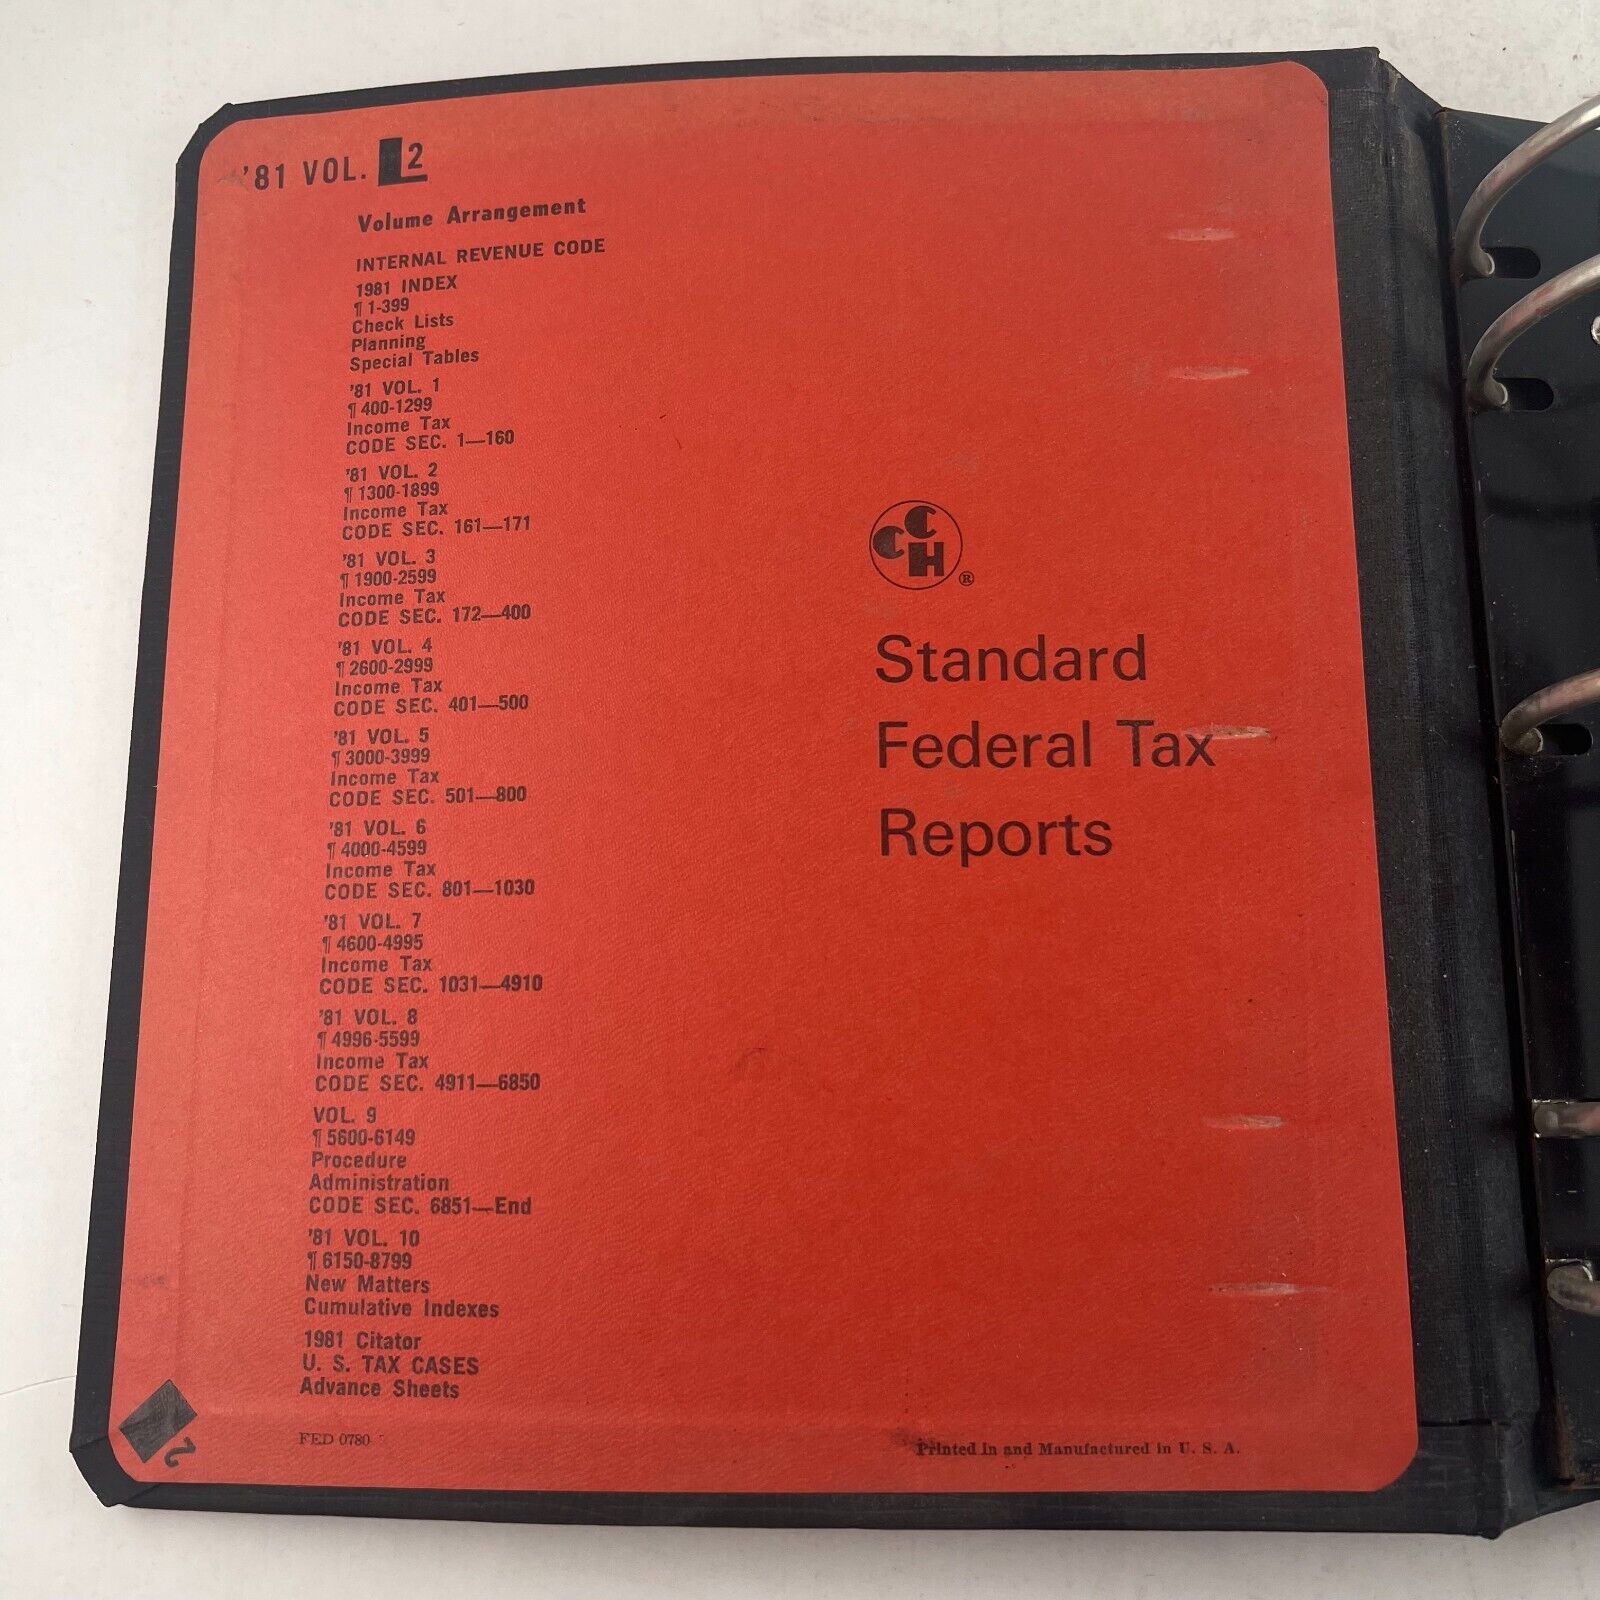 '81 VOL. 2
Volume Arrangement
INTERNAL REVENUE CODE
1981 INDEX
¶ 1-399
Check Lists
Planning
Special Tables
'81 VOL. 1
¶ 400-1299
Income Tax
CODE SEC. 1—160
'81 VOL. 2
¶ 1300-1899
Income Tax
CODE SEC. 161—171
'81 VOL. 3
¶ 1900-2599
Income Tax
CODE SEC. 172—400
'81 VOL. 4
¶ 2600-2999
Income Tax
CODE SEC. 401—500
'81 VOL. 5
¶ 3000-3999
Income Tax
CODE SEC. 501—800
'81 VOL. 6
¶ 4000-4599
Income Tax
CODE SEC. 801—1030
'81 VOL. 7
¶ 4600-4995
Income Tax
CODE SEC. 1031—4910
'81 VOL. 8
¶ 4996-5599
Income Tax
CODE SEC. 4911—6850
VOL. 9
¶ 5600-6149
Procedure
Administration
CODE SEC. 6851—End
'81 VOL. 10
¶ 6150-8799
New Matters
Cumulative Indexes
1981 Citator
U. S. TAX CASES
Advance Sheets
FED 0780
2
CCH ®
Standard
Federal Tax
Reports
Printed in and Manufactured in U. S. A.